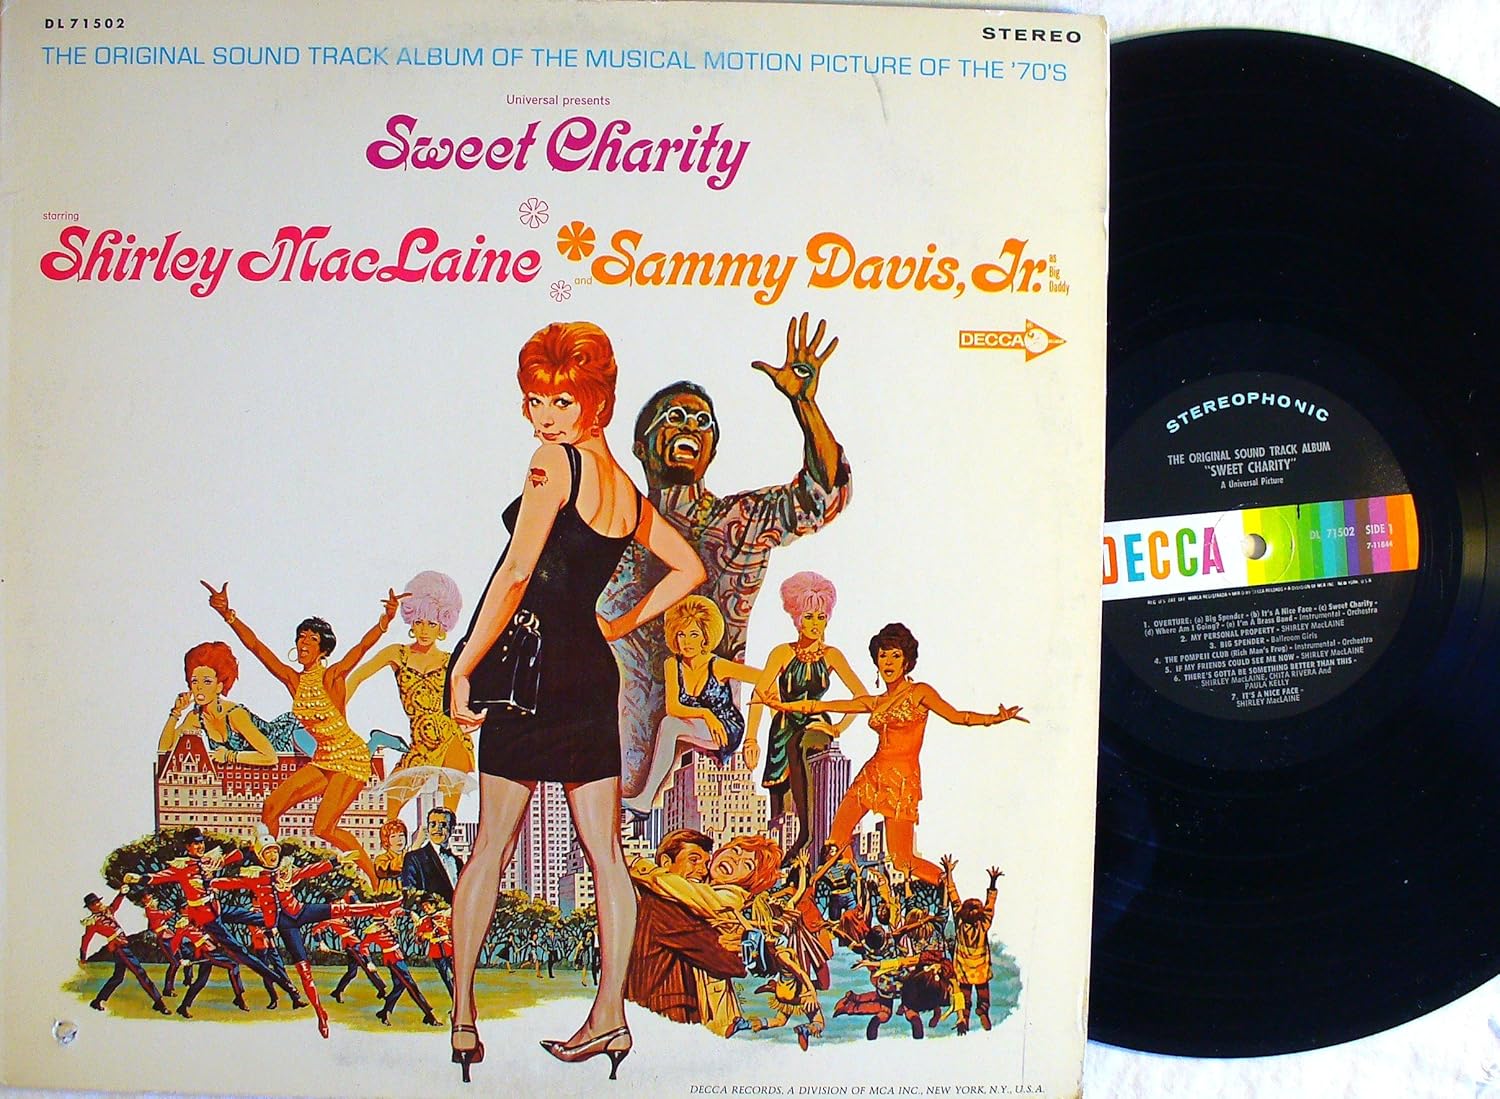 DL 71502
STEREO
THE ORIGINAL SOUND TRACK ALBUM OF THE MUSICAL MOTION PICTURE OF THE '70'S
Universal presents
Sweet Charity
starring
Shirley MacLaine
and Sammy Davis, Jr. as Big Daddy
DECCA
DECCA RECORDS, A DIVISION OF MCA INC., NEW YORK, N.Y., U.S.A.
STEREOPHONIC
THE ORIGINAL SOUND TRACK ALBUM
"SWEET CHARITY"
A Universal Picture
DECCA
DL 71502 SIDE 1
7-11844
1. OVERTURE: (a) Big Spender - (b) It's A Nice Face - (c) Sweet Charity -
(d) Where Am I Going? - (e) I'm A Brass Band - Instrumental - Orchestra
2. MY PERSONAL PROPERTY - SHIRLEY MacLAINE
3. BIG SPENDER - Ballroom Girls
4. THE POMPEII CLUB (Rich Man's Frug) - Instrumental - Orchestra
5. IF MY FRIENDS COULD SEE ME NOW - SHIRLEY MacLAINE
6. THERE'S GOTTA BE SOMETHING BETTER THAN THIS -
SHIRLEY MacLAINE, CHITA RIVERA And
PAULA KELLY
7. IT'S A NICE FACE -
SHIRLEY MacLAINE